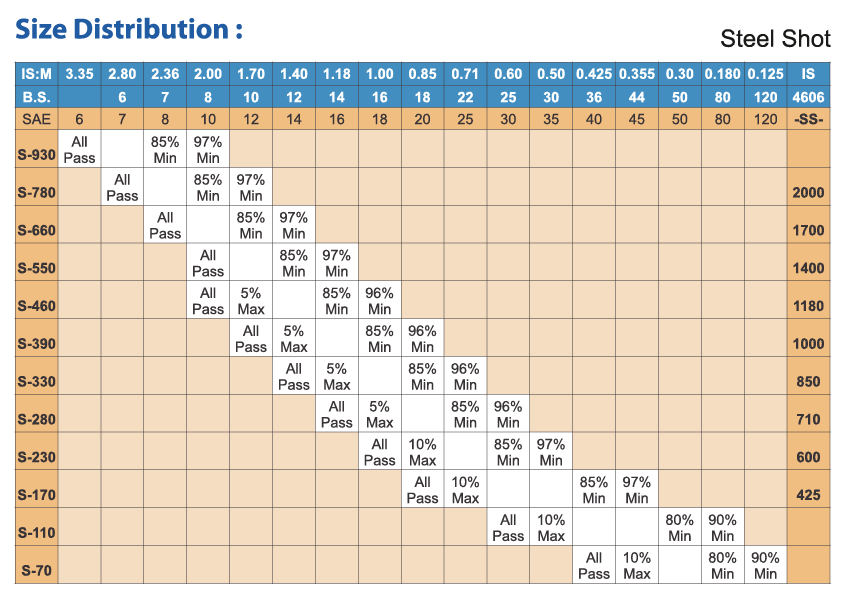 Size Distribution :
Steel Shot
IS:M 3.35 2.80 2.36 2.00 1.70 1.40 1.18 1.00 0.85 0.71 0.60 0.50 0.425 0.355 0.30 0.180 0.125 IS
B.S. 6 7 8 10 12 14 16 18 22 25 30 36 44 50 80 120 4606
SAE 6 7 8 10 12 14 16 18 20 25 30 35 40 45 50 80 120 -SS-
S-930 All Pass 85% Min 97% Min
S-780 All Pass 85% Min 97% Min 2000
S-660 All Pass 85% Min 97% Min 1700
S-550 All Pass 85% Min 97% Min 1400
S-460 All Pass 5% Max 85% Min 96% Min 1180
S-390 All Pass 5% Max 85% Min 96% Min 1000
S-330 All Pass 5% Max 85% Min 96% Min 850
S-280 All Pass 5% Max 85% Min 96% Min 710
S-230 All Pass 10% Max 85% Min 97% Min 600
S-170 All Pass 10% Max 85% Min 97% Min 425
S-110 All Pass 10% Max 80% Min 90% Min
S-70 All Pass 10% Max 80% Min 90% Min